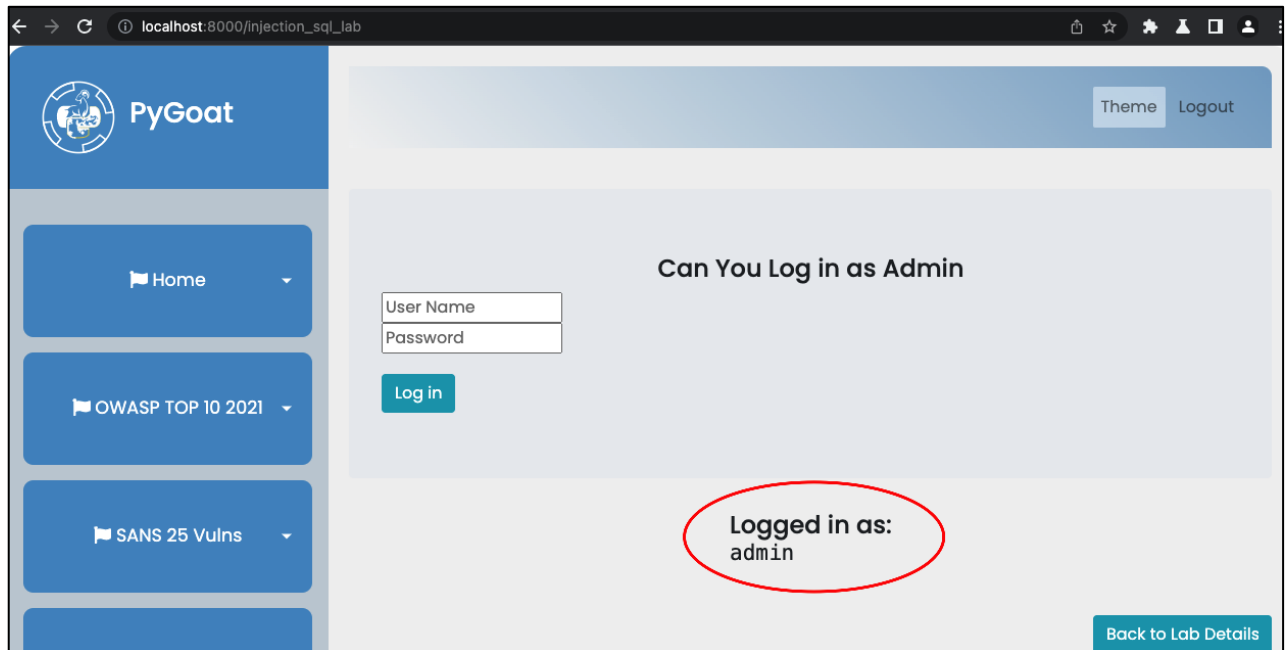 localhost:8000/injection_sql_lab
PyGoat
Theme Logout
Home
OWASP TOP 10 2021
SANS 25 Vulns
Can You Log in as Admin
User Name
Password
Log in
Logged in as:
admin
Back to Lab Details